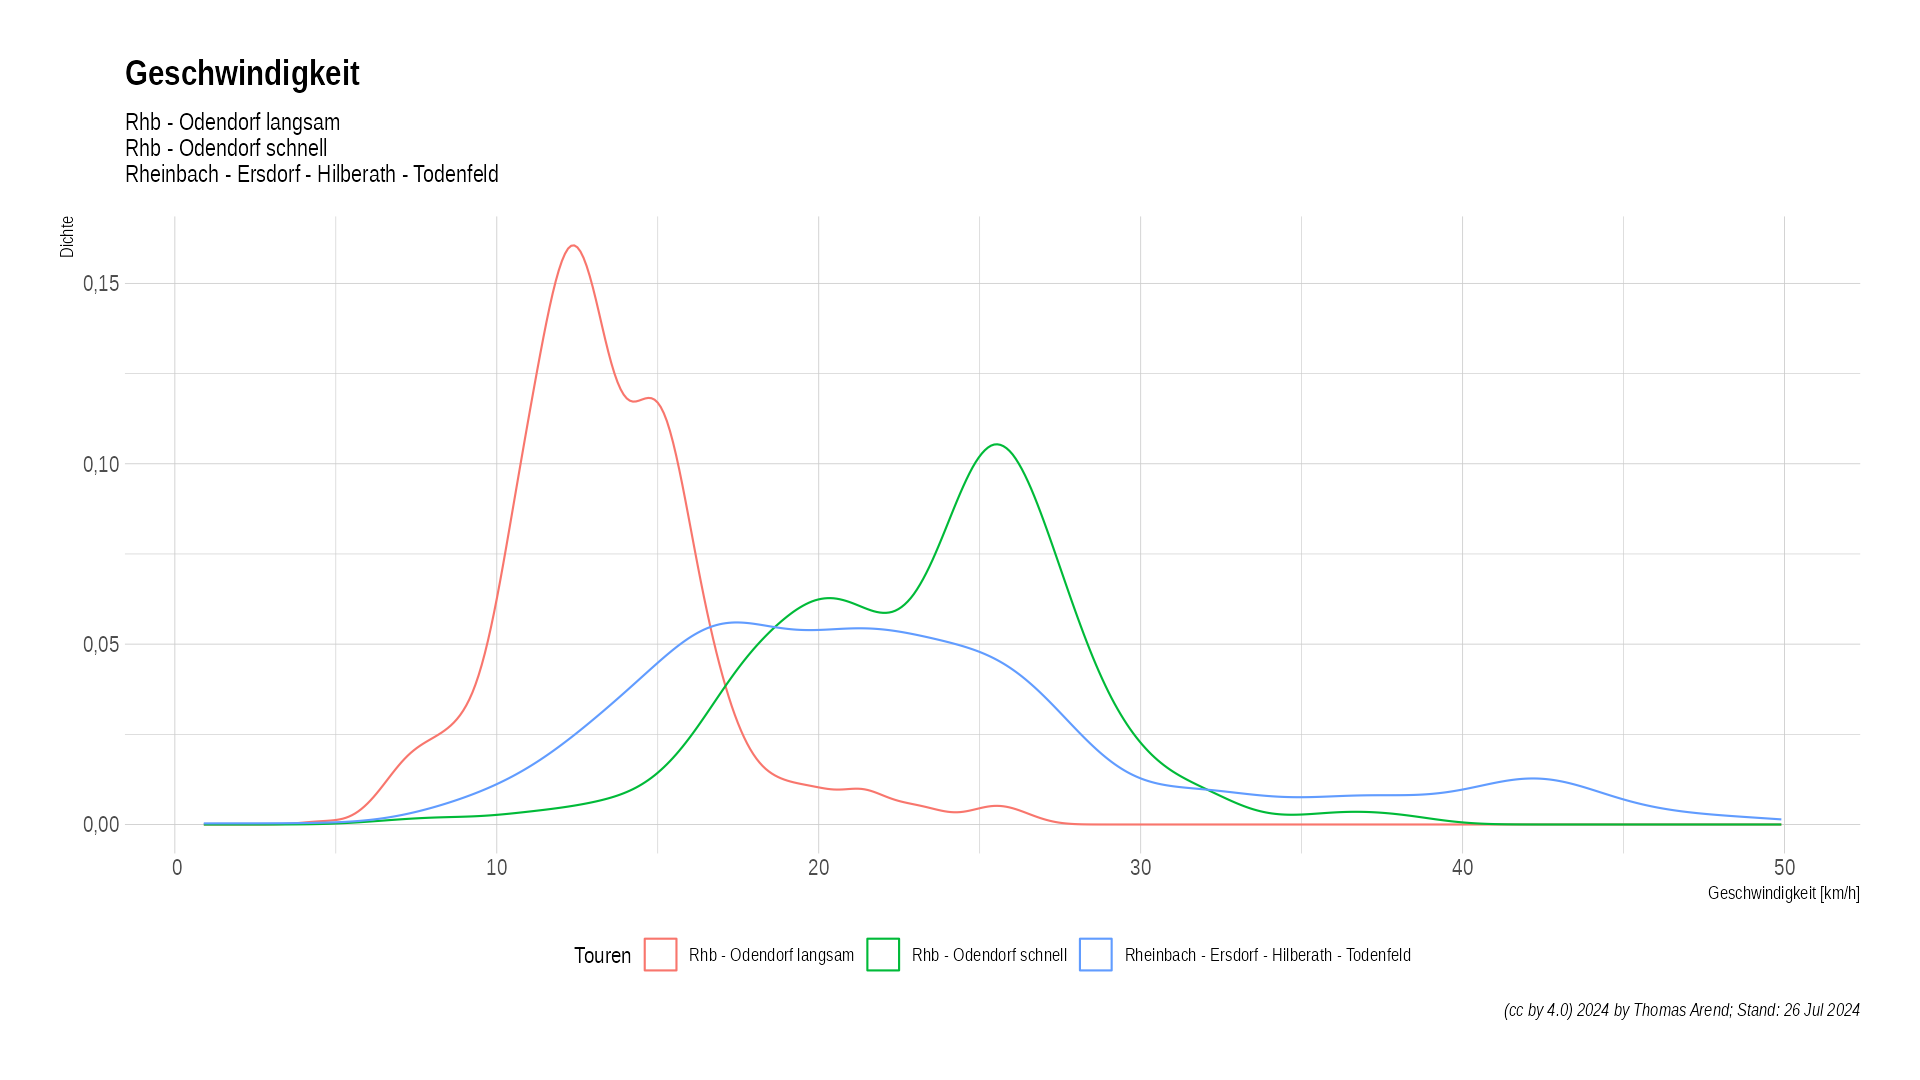 Geschwindigkeit
Rhb - Odendorf langsam
Rhb - Odendorf schnell
Rheinbach - Ersdorf - Hilberath - Todenfeld
Dichte
0,15
0,10
0,05
0,00
0 10 20 30 40 50
Geschwindigkeit [km/h]
Touren Rhb - Odendorf langsam Rhb - Odendorf schnell Rheinbach - Ersdorf - Hilberath - Todenfeld
(cc by 4.0) 2024 by Thomas Arend; Stand: 26 Jul 2024